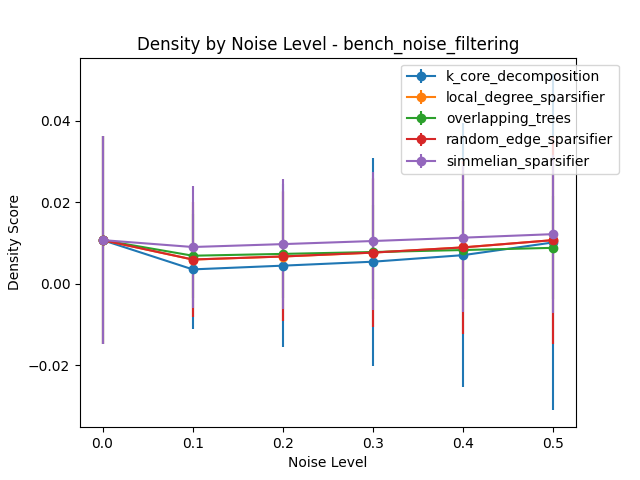 Density by Noise Level - bench_noise_filtering
k_core_decomposition
local_degree_sparsifier
overlapping_trees
random_edge_sparsifier
simmelian_sparsifier
Density Score
0.04
0.02
0.00
−0.02
0.0 0.1 0.2 0.3 0.4 0.5
Noise Level